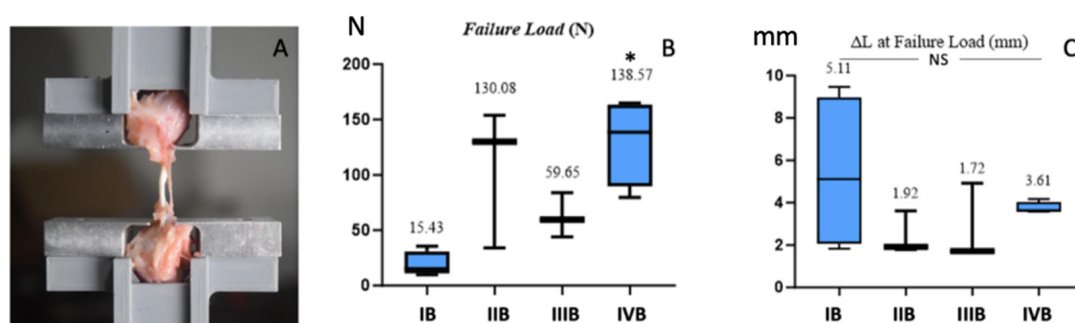 A
N
Failure Load (N)
B
*
200
138.57
130.08
150
100
59.65
50
15.43
0
IB
IIB
IIIB
IVB
mm
ΔL at Failure Load (mm)
C
NS
5.11
10
8
6
1.72
3.61
1.92
4
2
0
IB
IIB
IIIB
IVB